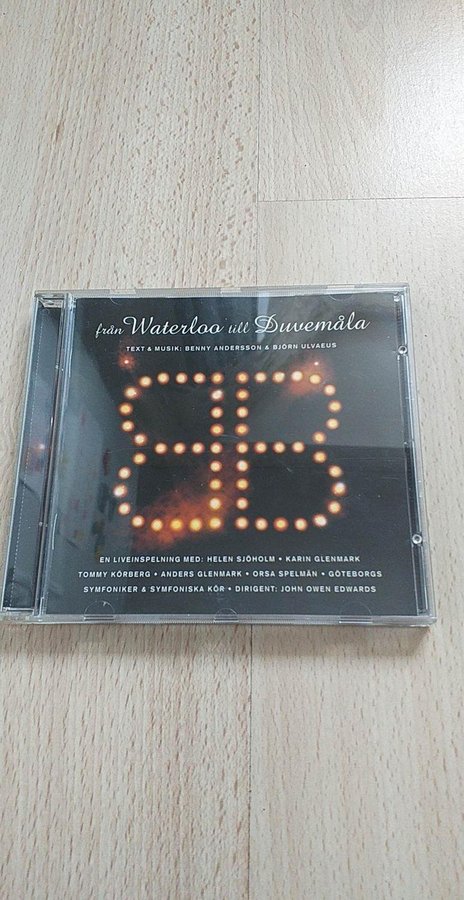 från Waterloo till Duvemåla
TEXT & MUSIK: BENNY ANDERSSON & BJÖRN ULVAEUS
BB
EN LIVEINSPELNING MED: HELEN SJÖHOLM • KARIN GLENMARK
TOMMY KÖRBERG • ANDERS GLENMARK • ORSA SPELMÄN • GÖTEBORGS
SYMFONIKER & SYMFONISKA KÖR • DIRIGENT: JOHN OWEN EDWARDS